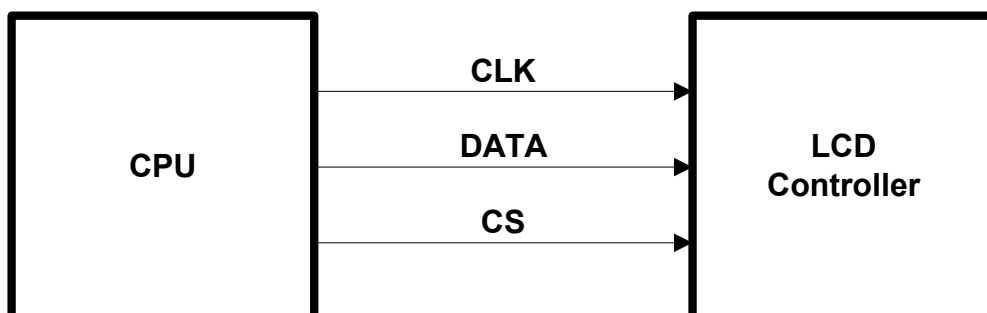 CPU
CLK
DATA
CS
LCD
Controller